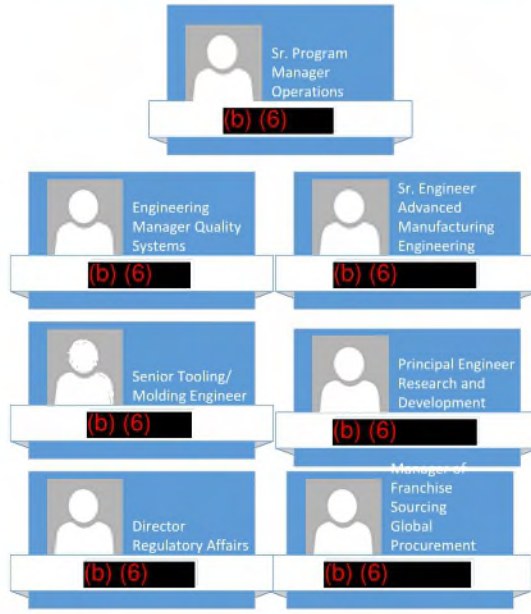 Sr. Program
Manager
Operations
(b) (6)
Engineering
Manager Quality
Systems
(b) (6)
Sr. Engineer
Advanced
Manufacturing
Engineering
(b) (6)
Senior Tooling/
Molding Engineer
(b) (6)
Principal Engineer
Research and
Development
(b) (6)
Director
Regulatory Affairs
(b) (6)
Manager of
Franchise
Sourcing
Global
Procurement
(b) (6)